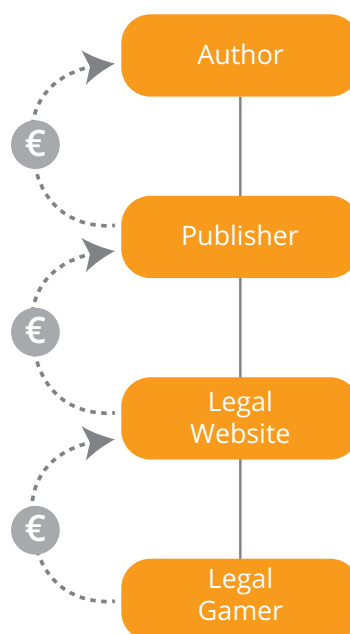 Author
€
Publisher
€
Legal
Website
€
Legal
Gamer